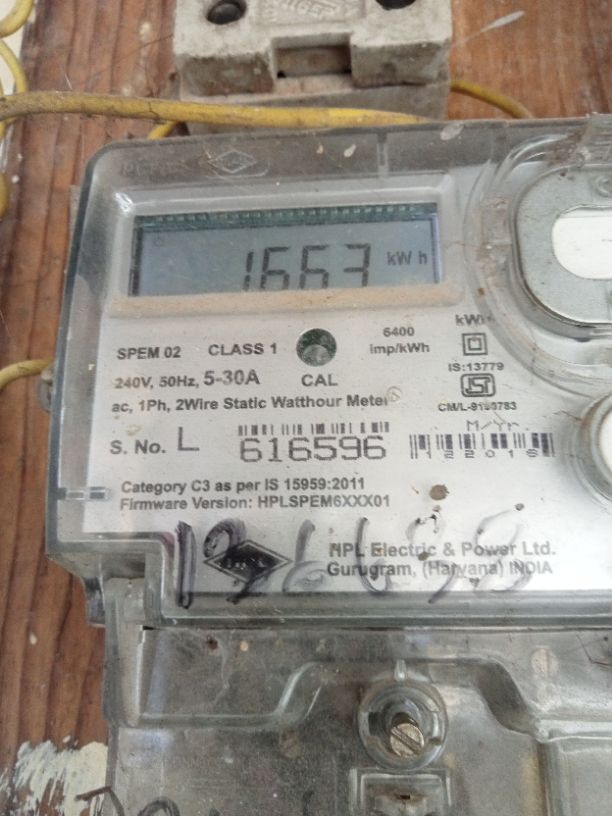 1663 kWh
SPEM 02 CLASS 1 6400 imp/kWh kWh
IS:13779
240V, 50Hz, 5-30A CAL
ac, 1Ph, 2Wire Static Watthour Meter
M/Yr.
S. No. L 616596 122018
Category C3 as per IS 15959:2011
Firmware Version: HPLSPEM6XXX01
HPL Electric & Power Ltd.
Gurugram, (Haryana) INDIA